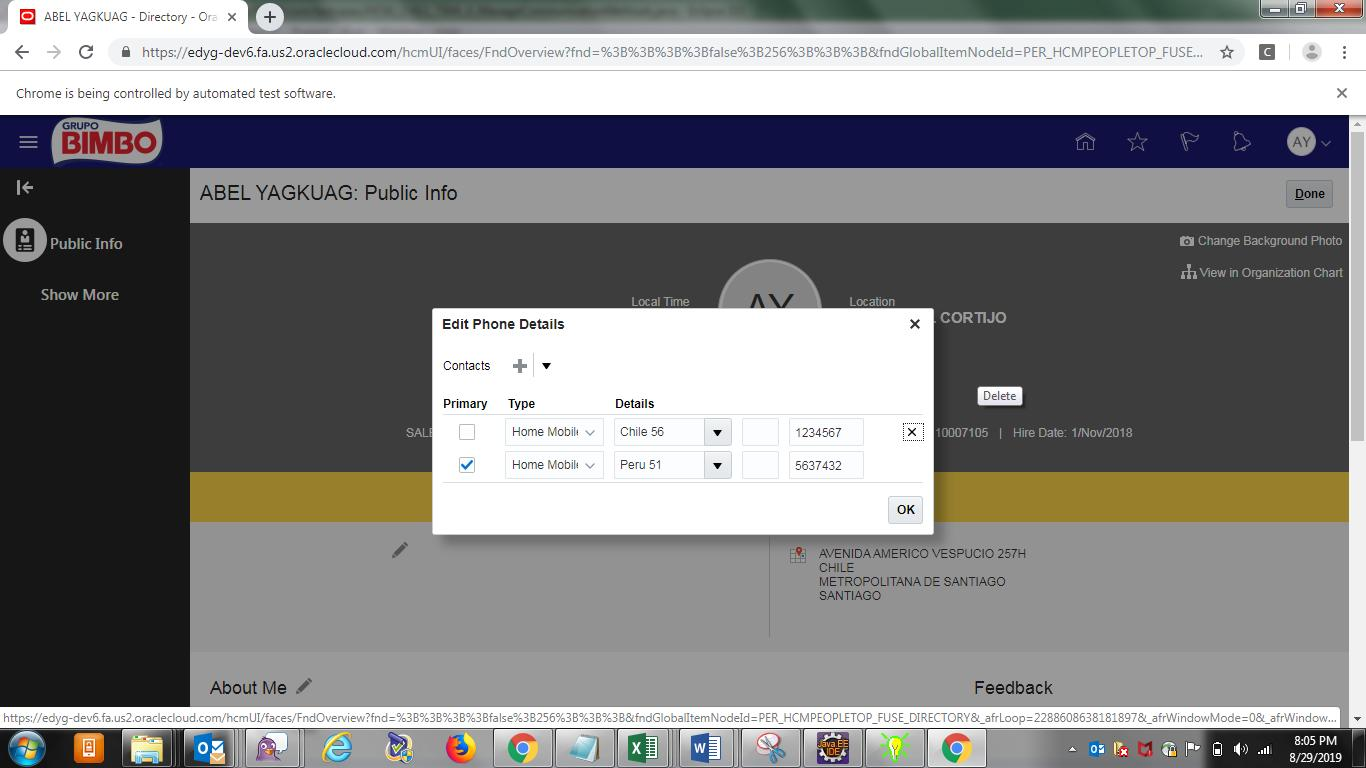 ABEL YAGKUAG - Directory - Ora
https://edyg-dev6.fa.us2.oraclecloud.com/hcmUI/faces/FndOverview?fnd=%3B%3B%3B%3Bfalse%3B256%3B%3B%3B&fndGlobalItemNodeId=PER_HCMPEOPLETOP_FUSE...
C
Chrome is being controlled by automated test software.
GRUPO
BIMBO
AY
ABEL YAGKUAG: Public Info
Done
Public Info
Show More
Change Background Photo
View in Organization Chart
AY
Local Time
Location
CORTIJO
Edit Phone Details
Contacts
Delete
Primary Type Details
Home Mobile Chile 56 1234567
SALE
10007105 | Hire Date: 1/Nov/2018
Home Mobile Peru 51 5637432
OK
AVENIDA AMERICO VESPUCIO 257H
CHILE
METROPOLITANA DE SANTIAGO
SANTIAGO
About Me
Feedback
https://edyg-dev6.fa.us2.oraclecloud.com/hcmUI/faces/FndOverview?fnd=%3B%3B%3B%3Bfalse%3B256%3B%3B%3B&fndGlobalItemNodeId=PER_HCMPEOPLETOP_FUSE_DIRECTORY&_afrLoop=2288608638181897&_afrWindowMode=0&_afrWindow...
Java EE
IDE
8:05 PM
8/29/2019